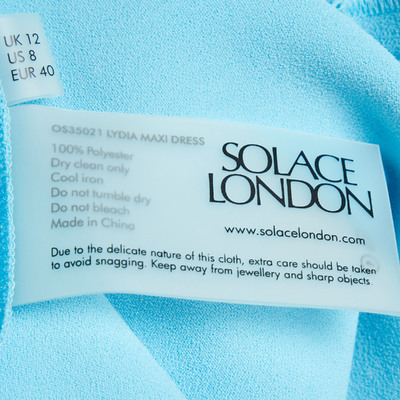 UK 12
US 8
EUR 40
OS35021 LYDIA MAXI DRESS
100% Polyester
Dry clean only
Cool iron
Do not tumble dry
Do not bleach
Made in China
SOLACE
LONDON
www.solacelondon.com
Due to the delicate nature of this cloth, extra care should be taken
to avoid snagging. Keep away from jewellery and sharp objects.